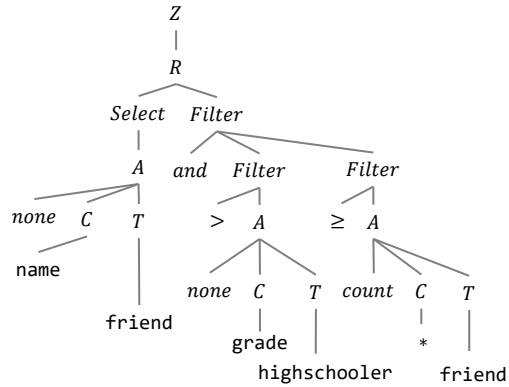 Z
R
Select Filter
A and Filter Filter
none C T > A ≥ A
name
none C T count C T
friend
grade *
highschooler friend